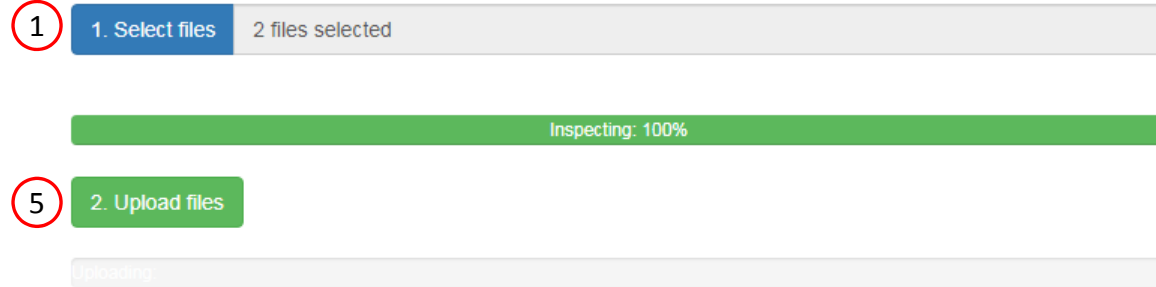 1 1. Select files 2 files selected
Inspecting: 100%
5 2. Upload files
Uploading